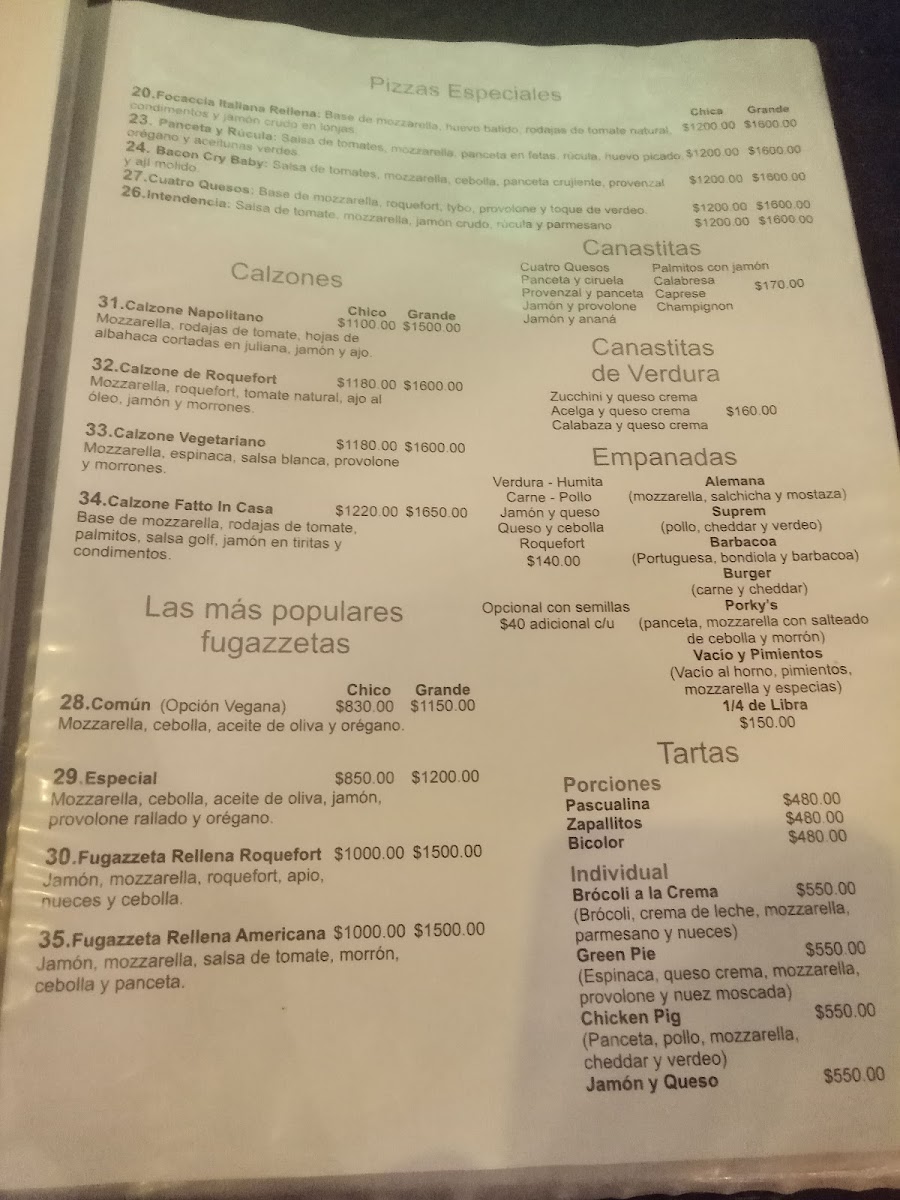 Pizzas Especiales
Chica Grande
20.Focaccia Italiana Rellena: Base de mozzarella, huevo batido, rodajas de tomate natural, $1200.00 $1600.00
condimentos y jamón crudo en lonjas.
23. Panceta y Rúcula: Salsa de tomates, mozzarella, panceta en fetas, rúcula, huevo picado, $1200.00 $1600.00
orégano y aceitunas verdes.
24. Bacon Cry Baby: Salsa de tomates, mozzarella, cebolla, panceta crujiente, provenzal $1200.00 $1600.00
y ají molido.
27.Cuatro Quesos: Base de mozzarella, roquefort, tybo, provolone y toque de verdeo. $1200.00 $1600.00
26.Intendencia: Salsa de tomate, mozzarella, jamón crudo, rúcula y parmesano $1200.00 $1600.00
Calzones
Chico Grande
31.Calzone Napolitano $1100.00 $1500.00
Mozzarella, rodajas de tomate, hojas de
albahaca cortadas en juliana, jamón y ajo.
32.Calzone de Roquefort $1180.00 $1600.00
Mozzarella, roquefort, tomate natural, ajo al
óleo, jamón y morrones.
33.Calzone Vegetariano $1180.00 $1600.00
Mozzarella, espinaca, salsa blanca, provolone
y morrones.
34.Calzone Fatto In Casa $1220.00 $1650.00
Base de mozzarella, rodajas de tomate,
palmitos, salsa golf, jamón en tiritas y
condimentos.
Las más populares
fugazzetas
Chico Grande
28.Común (Opción Vegana) $830.00 $1150.00
Mozzarella, cebolla, aceite de oliva y orégano.
29.Especial $850.00 $1200.00
Mozzarella, cebolla, aceite de oliva, jamón,
provolone rallado y orégano.
30.Fugazzeta Rellena Roquefort $1000.00 $1500.00
Jamón, mozzarella, roquefort, apio,
nueces y cebolla.
35.Fugazzeta Rellena Americana $1000.00 $1500.00
Jamón, mozzarella, salsa de tomate, morrón,
cebolla y panceta.
Canastitas
Cuatro Quesos Palmitos con jamón
Panceta y ciruela Calabresa $170.00
Provenzal y panceta Caprese
Jamón y provolone Champignon
Jamón y ananá
Canastitas
de Verdura
Zucchini y queso crema
Acelga y queso crema $160.00
Calabaza y queso crema
Empanadas
Verdura - Humita
Carne - Pollo
Jamón y queso
Queso y cebolla
Roquefort
$140.00
Opcional con semillas
$40 adicional c/u
Alemana
(mozzarella, salchicha y mostaza)
Suprem
(pollo, cheddar y verdeo)
Barbacoa
(Portuguesa, bondiola y barbacoa)
Burger
(carne y cheddar)
Porky's
(panceta, mozzarella con salteado
de cebolla y morrón)
Vacio y Pimientos
(Vacio al horno, pimientos,
mozzarella y especias)
1/4 de Libra
$150.00
Tartas
Porciones
Pascualina $480.00
Zapallitos $480.00
Bicolor $480.00
Individual
Brócoli a la Crema $550.00
(Brócoli, crema de leche, mozzarella,
parmesano y nueces)
Green Pie $550.00
(Espinaca, queso crema, mozzarella,
provolone y nuez moscada)
Chicken Pig $550.00
(Panceta, pollo, mozzarella,
cheddar y verdeo)
Jamón y Queso $550.00